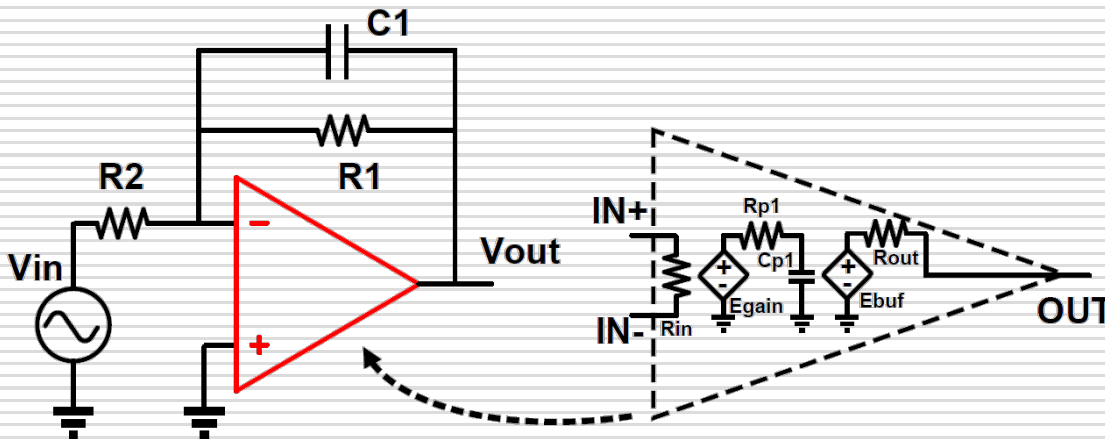 C1
R1
R2
Vin
Vout
−
+
IN+
IN-
Rin
+
-
Egain
Rp1
Cp1
+
-
Ebuf
Rout
OUT